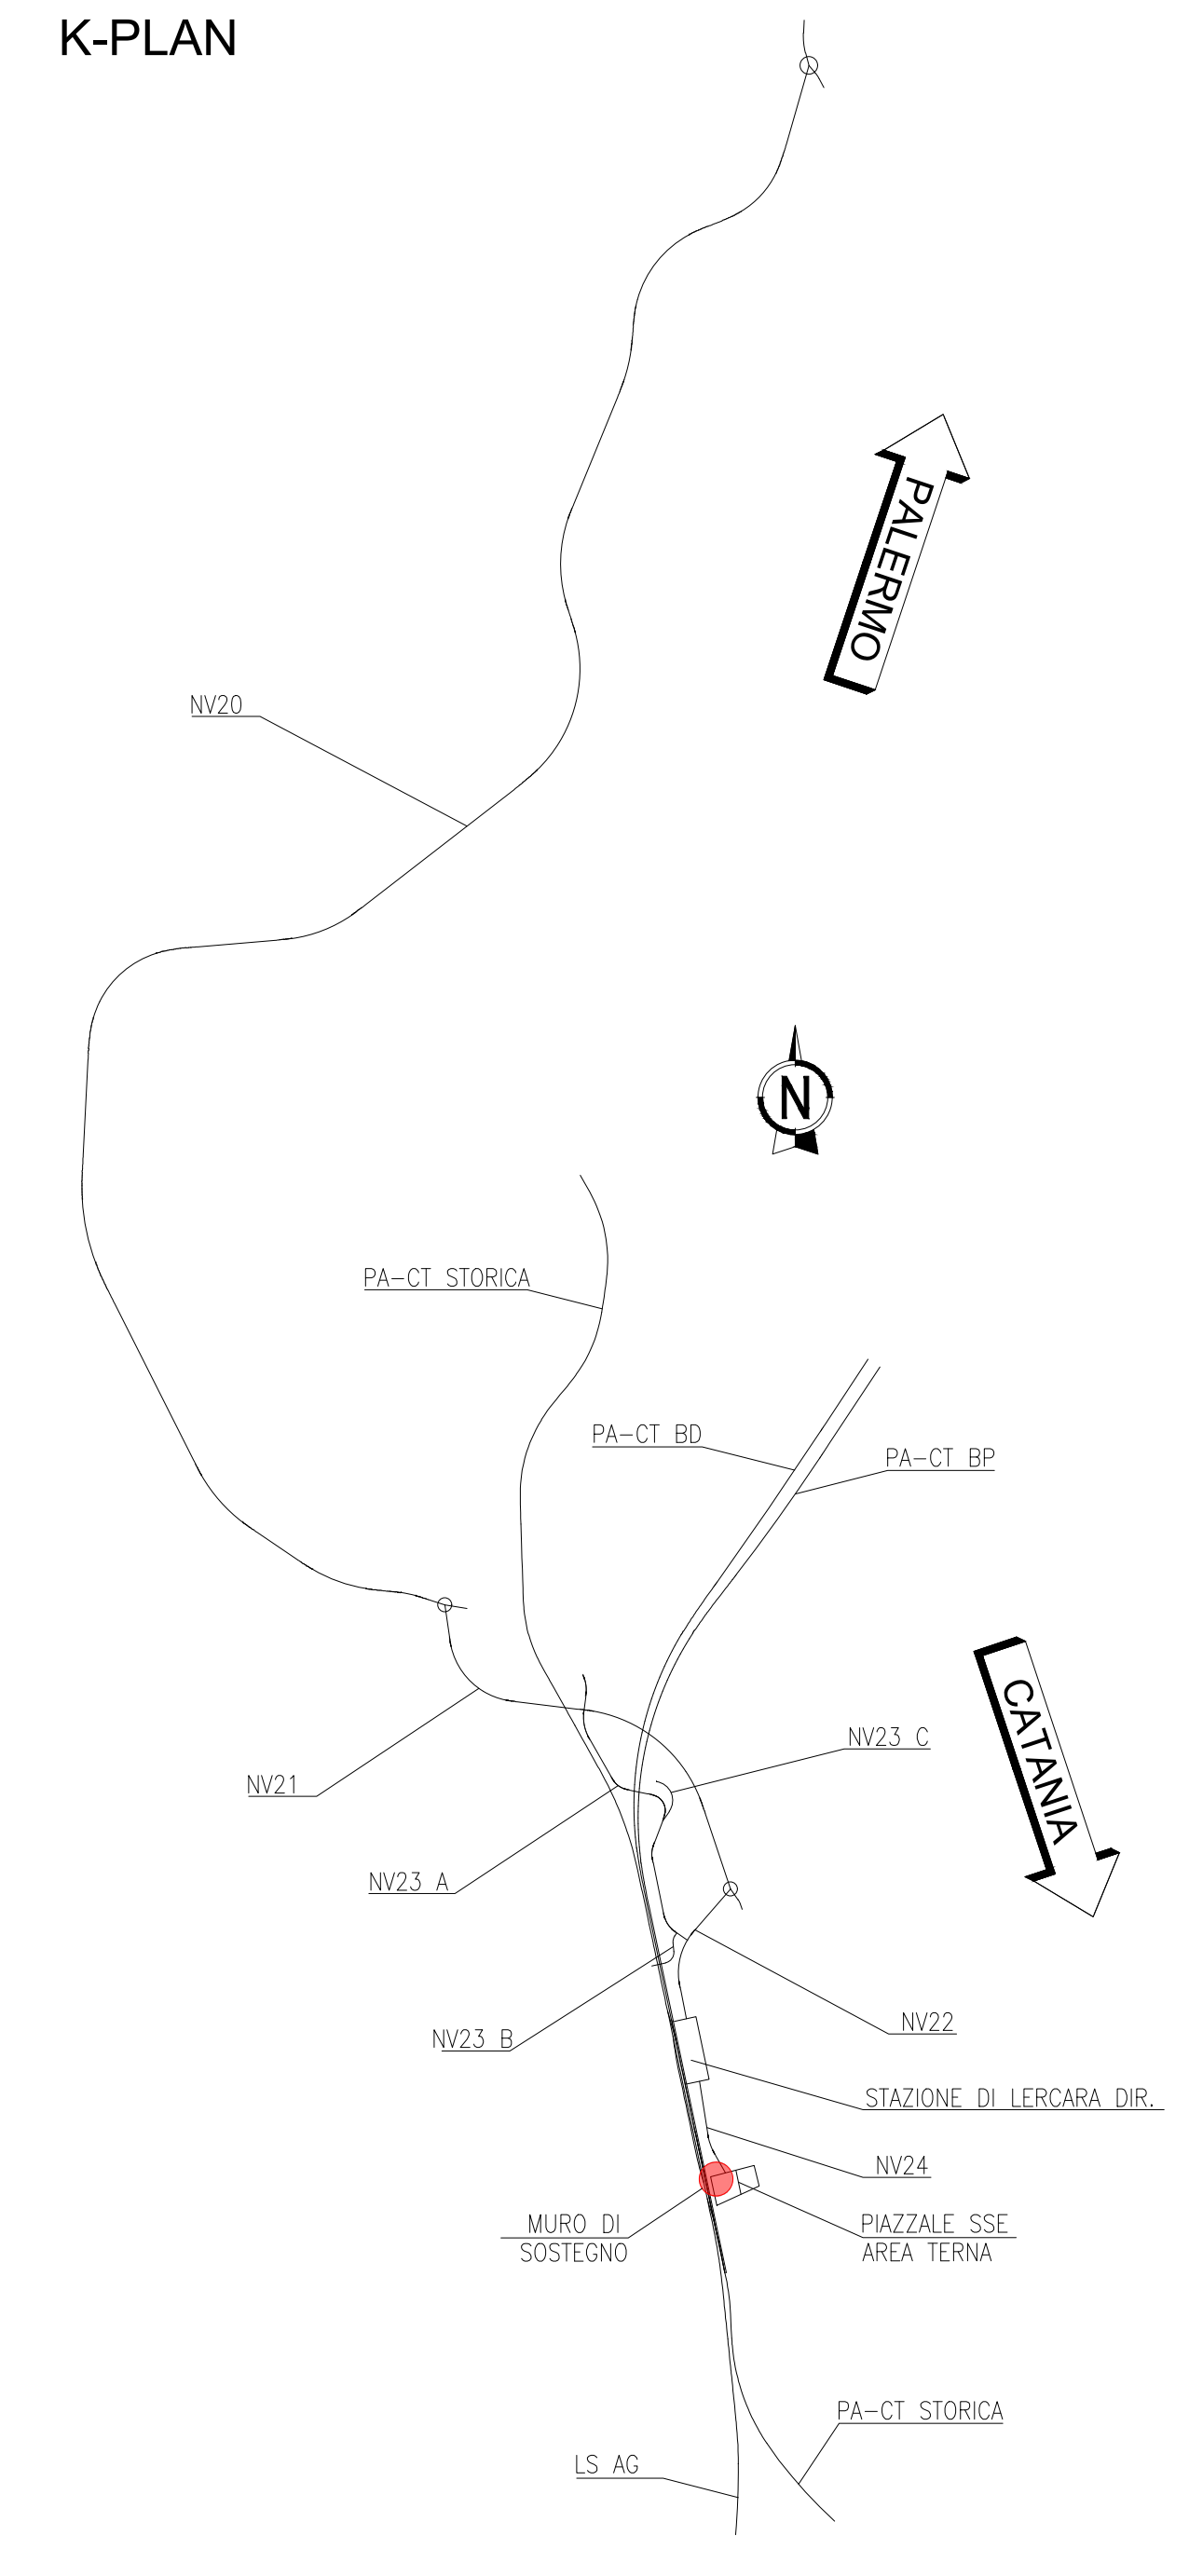 K-PLAN
PALERMO
NV20
N
PA-CT STORICA
PA-CT BD
PA-CT BP
CATANIA
NV23 C
NV21
NV23 A
NV22
NV23 B
STAZIONE DI LERCARA DIR.
NV24
MURO DI
SOSTEGNO
PIAZZALE SSE
AREA TERNA
PA-CT STORICA
LS AG